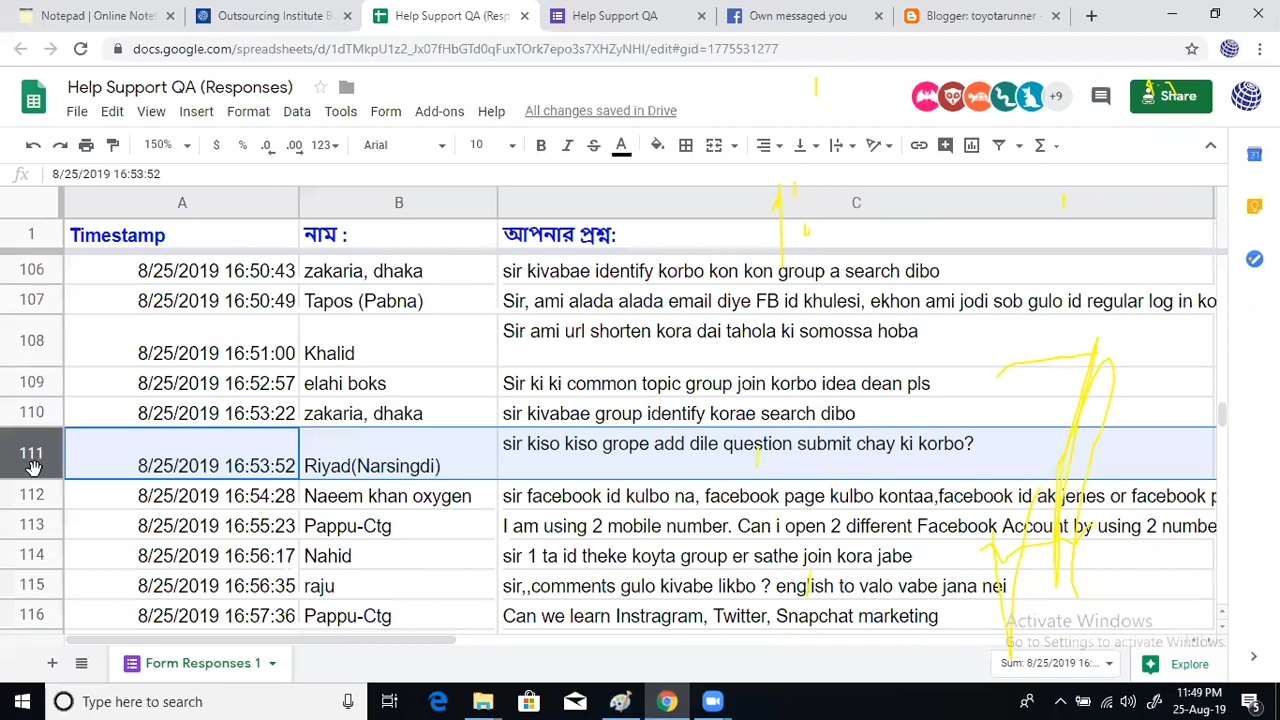 Notepad | Online Notes
Outsourcing Institute B
Help Support QA (Resp
Help Support QA
Own messaged you
Blogger: toyotarunner -
docs.google.com/spreadsheets/d/1dTMkpU1z2_Jx07fHbGTd0qFuxTOrk7epo3s7XHZyNHI/edit#gid=1775531277
Help Support QA (Responses)
File Edit View Insert Format Data Tools Form Add-ons Help All changes saved in Drive
+9
Share
150% $ % .0 .00 123 Arial 10 B I S A
fx 8/25/2019 16:53:52
A B C
1 Timestamp নাম : আপনার প্রশ্ন:
106 8/25/2019 16:50:43 zakaria, dhaka sir kivabae identify korbo kon kon group a search dibo
107 8/25/2019 16:50:49 Tapos (Pabna) Sir, ami alada alada email diye FB id khulesi, ekhon ami jodi sob gulo id regular log in ko
108 8/25/2019 16:51:00 Khalid Sir ami url shorten kora dai tahola ki somossa hoba
109 8/25/2019 16:52:57 elahi boks Sir ki ki common topic group join korbo idea dean pls
110 8/25/2019 16:53:22 zakaria, dhaka sir kivabae group identify korae search dibo
111 8/25/2019 16:53:52 Riyad(Narsingdi) sir kiso kiso grope add dile question submit chay ki korbo?
112 8/25/2019 16:54:28 Naeem khan oxygen sir facebook id kulbo na, facebook page kulbo kontaa,facebook id ak jenes or facebook p
113 8/25/2019 16:55:23 Pappu-Ctg I am using 2 mobile number. Can i open 2 different Facebook Account by using 2 numbe
114 8/25/2019 16:56:17 Nahid sir 1 ta id theke koyta group er sathe join kora jabe
115 8/25/2019 16:56:35 raju sir,,comments gulo kivabe likbo ? english to valo vabe jana nei
116 8/25/2019 16:57:36 Pappu-Ctg Can we learn Instragram, Twitter, Snapchat marketing
Activate Windows
Go to Settings to activate Windows.
Form Responses 1
Sum: 8/25/2019 16:...
Explore
Type here to search
11:49 PM
25-Aug-19
5